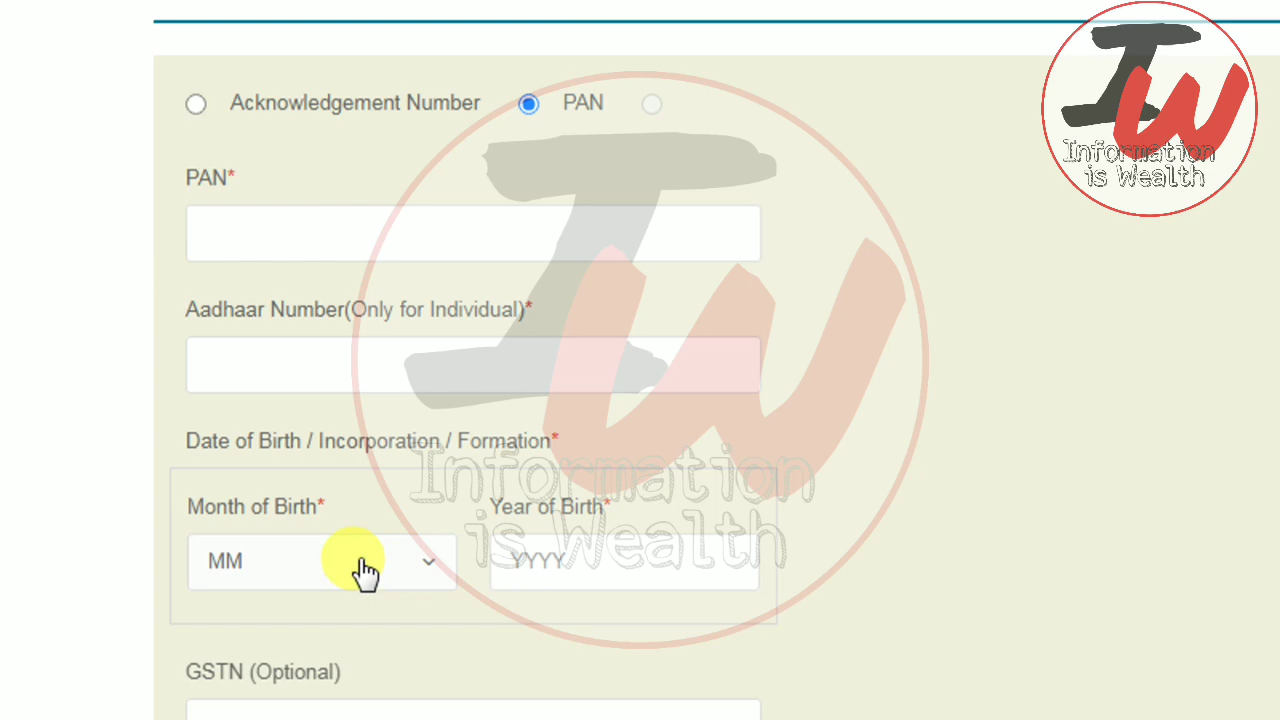 Acknowledgement Number PAN
Information
is Wealth
PAN*
Aadhaar Number(Only for Individual)*
Date of Birth / Incorporation / Formation*
Information
is Wealth
Month of Birth* Year of Birth*
MM YYYY
GSTN (Optional)